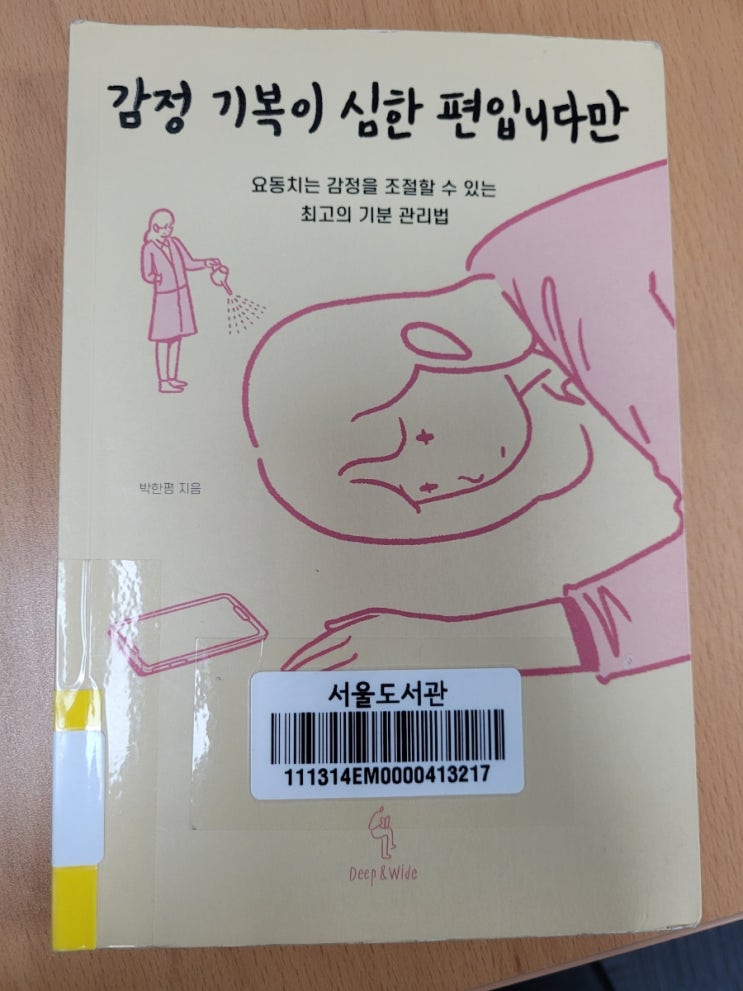 감정 기복이 심한 편입니다만
요동치는 감정을 조절할 수 있는
최고의 기분 관리법
박한평 지음
서울도서관
111314EM0000413217
Deep & Wide